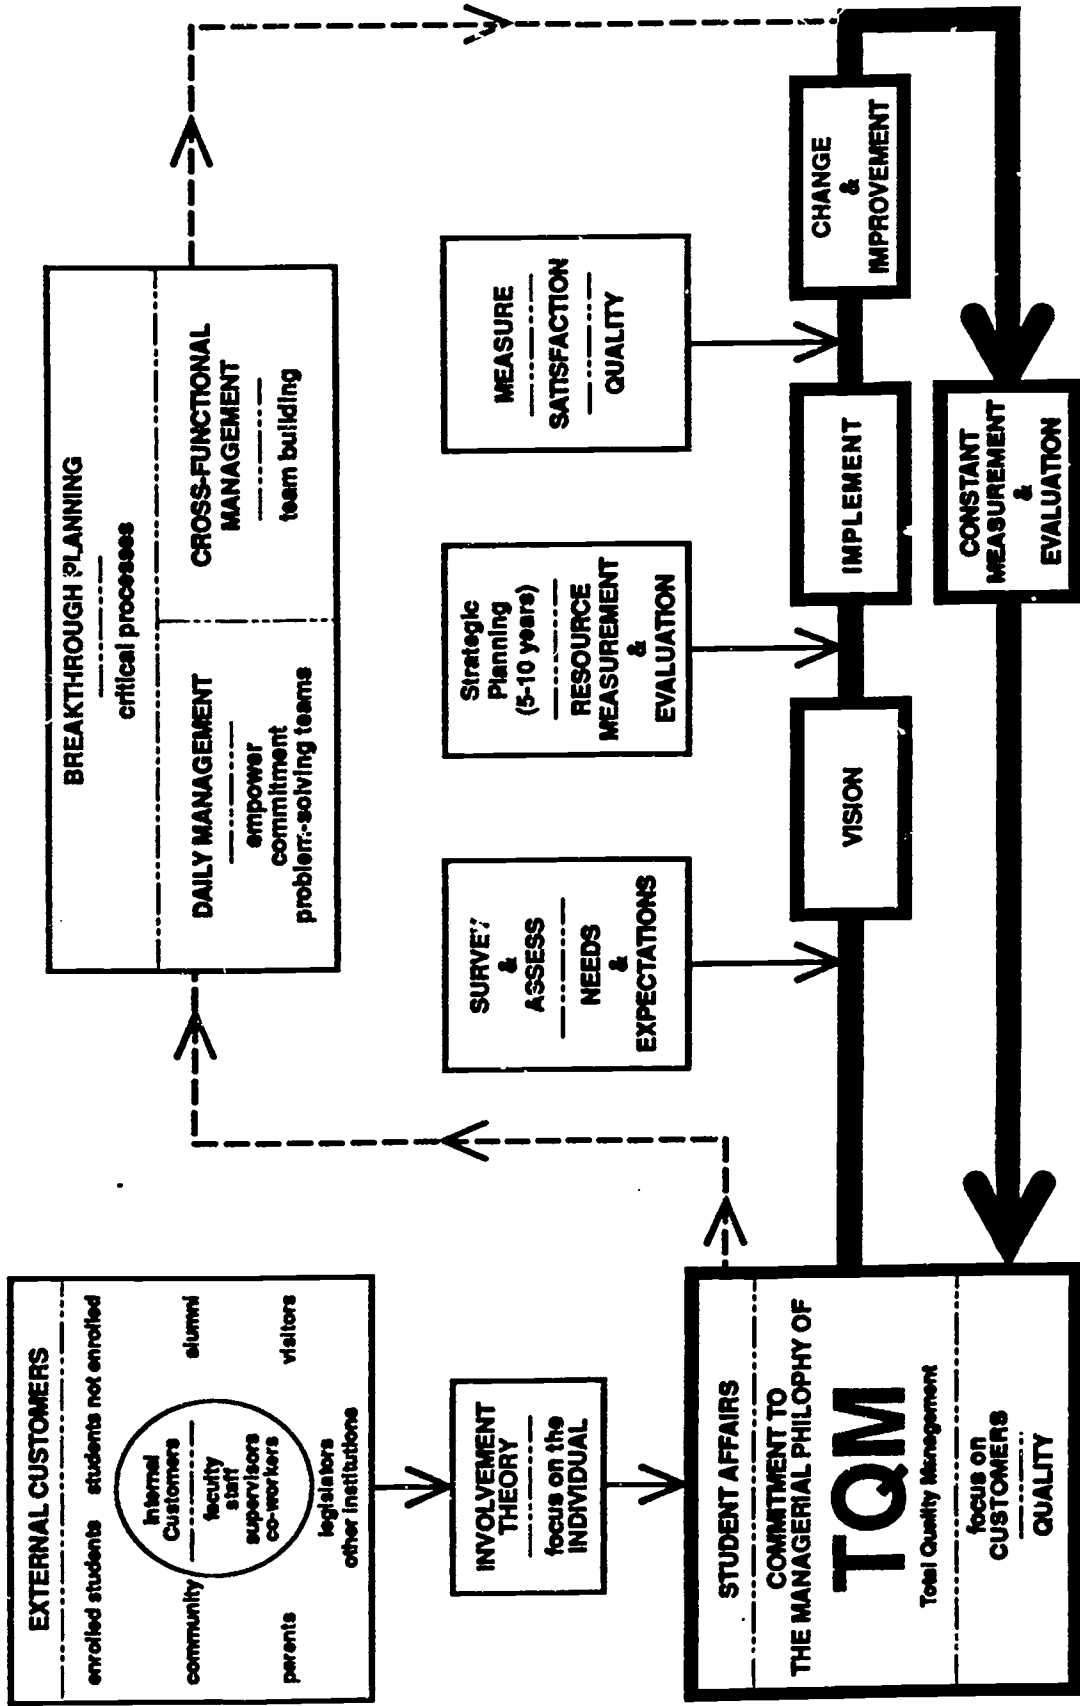 EXTERNAL CUSTOMERS
enrolled students   students not enrolled
community
alumni
parents
visitors
legislators
other institutions
Internal
Customers
faculty
staff
supervisors
co-workers
INVOLVEMENT
THEORY
focus on the
INDIVIDUAL
STUDENT AFFAIRS
COMMITMENT TO
THE MANAGERIAL PHILOPHY OF
TQM
Total Quality Management
focus on
CUSTOMERS
QUALITY
BREAKTHROUGH PLANNING
critical processes
DAILY MANAGEMENT
empower
commitment
problem-solving teams
CROSS-FUNCTIONAL
MANAGEMENT
team building
SURVEY
&
ASSESS
NEEDS
&
EXPECTATIONS
Strategic
Planning
(5-10 years)
RESOURCE
MEASUREMENT
&
EVALUATION
MEASURE
SATISFACTION
QUALITY
VISION
IMPLEMENT
CHANGE
&
IMPROVEMENT
CONSTANT
MEASUREMENT
&
EVALUATION